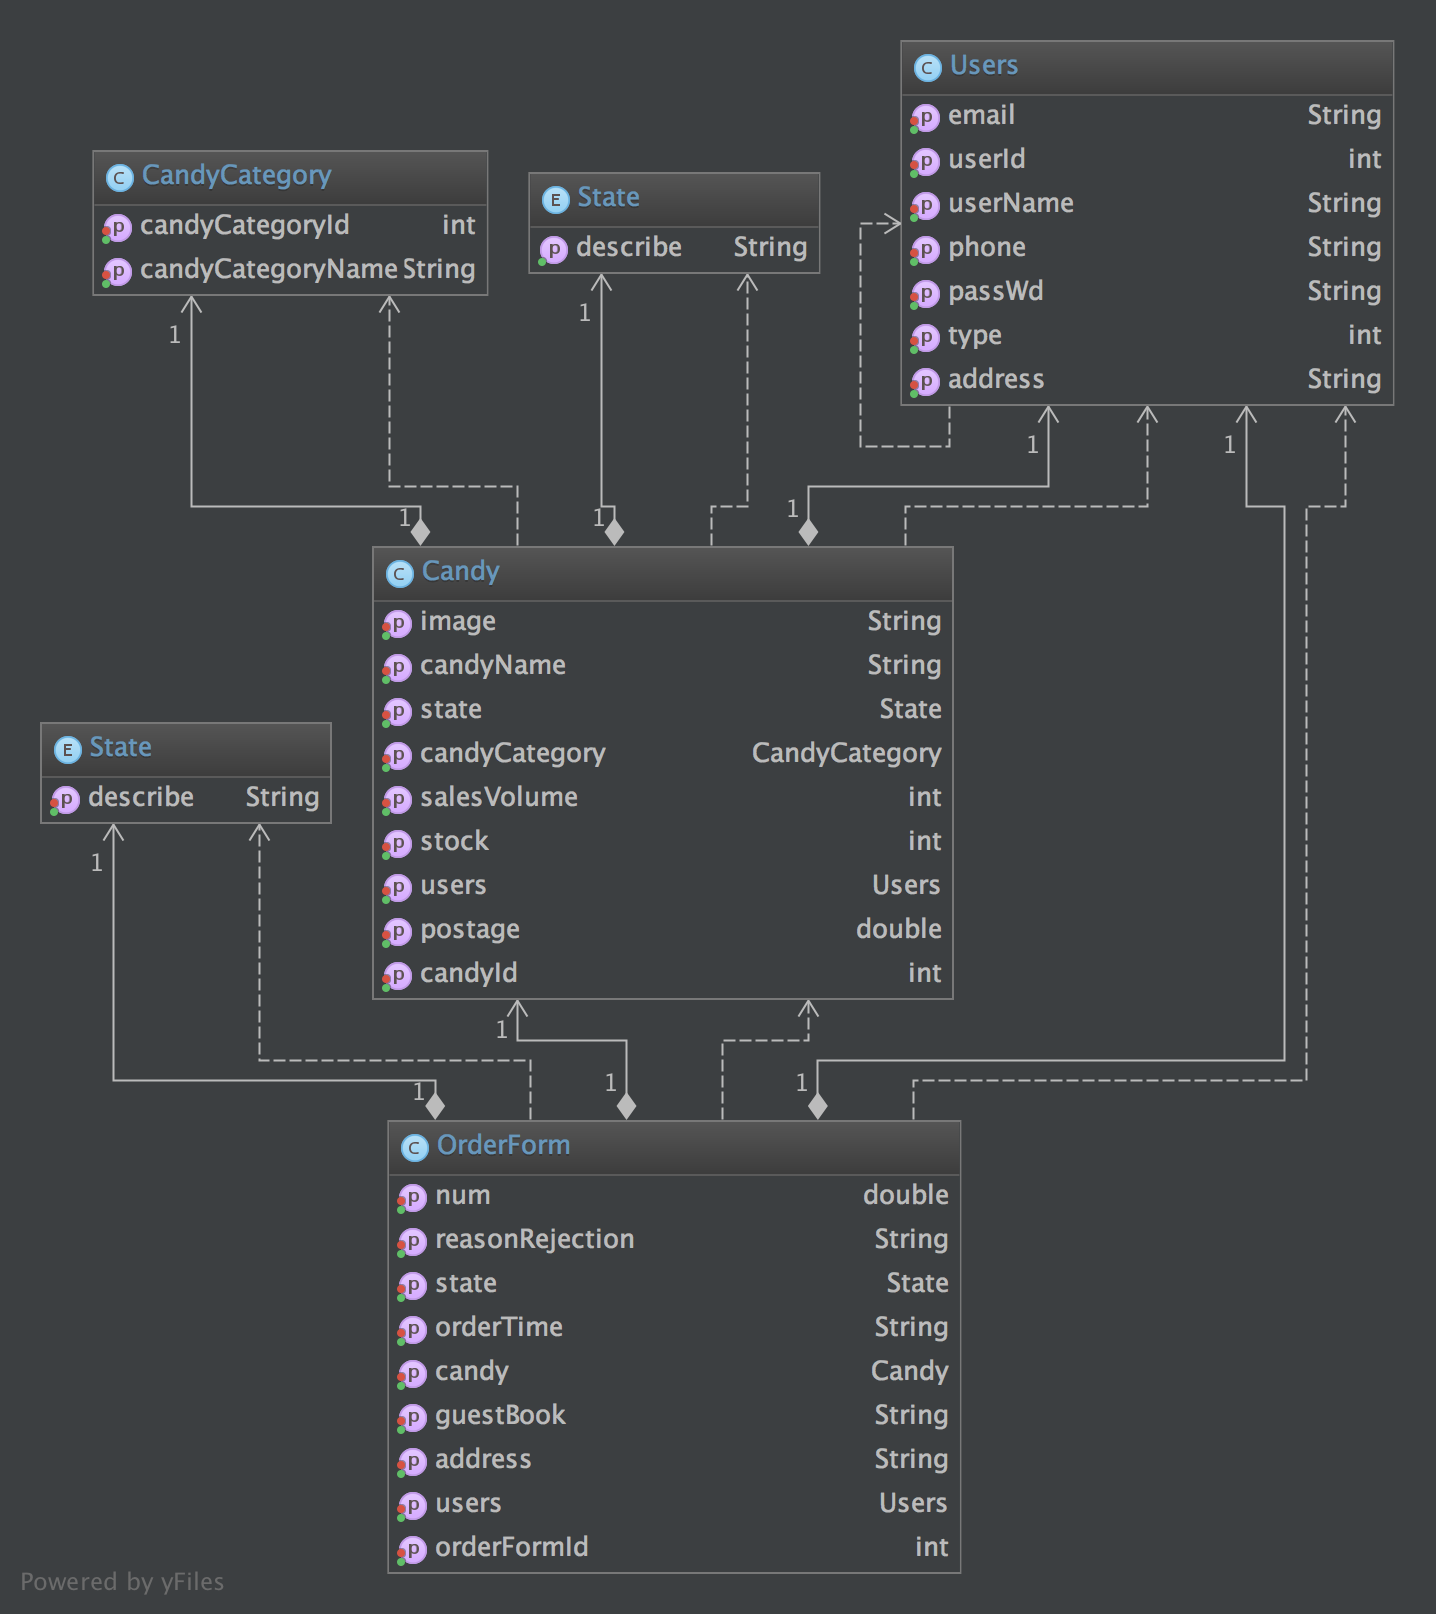 C Users
p email String
p userId int
p userName String
p phone String
p passWd String
p type int
p address String
C CandyCategory
p candyCategoryId int
p candyCategoryName String
E State
p describe String
1
1
1
1
1
1
1
C Candy
p image String
p candyName String
p state State
p candyCategory CandyCategory
p salesVolume int
p stock int
p users Users
p postage double
p candyId int
E State
p describe String
1
1
1
1
1
C OrderForm
p num double
p reasonRejection String
p state State
p orderTime String
p candy Candy
p guestBook String
p address String
p users Users
p orderFormId int
Powered by yFiles